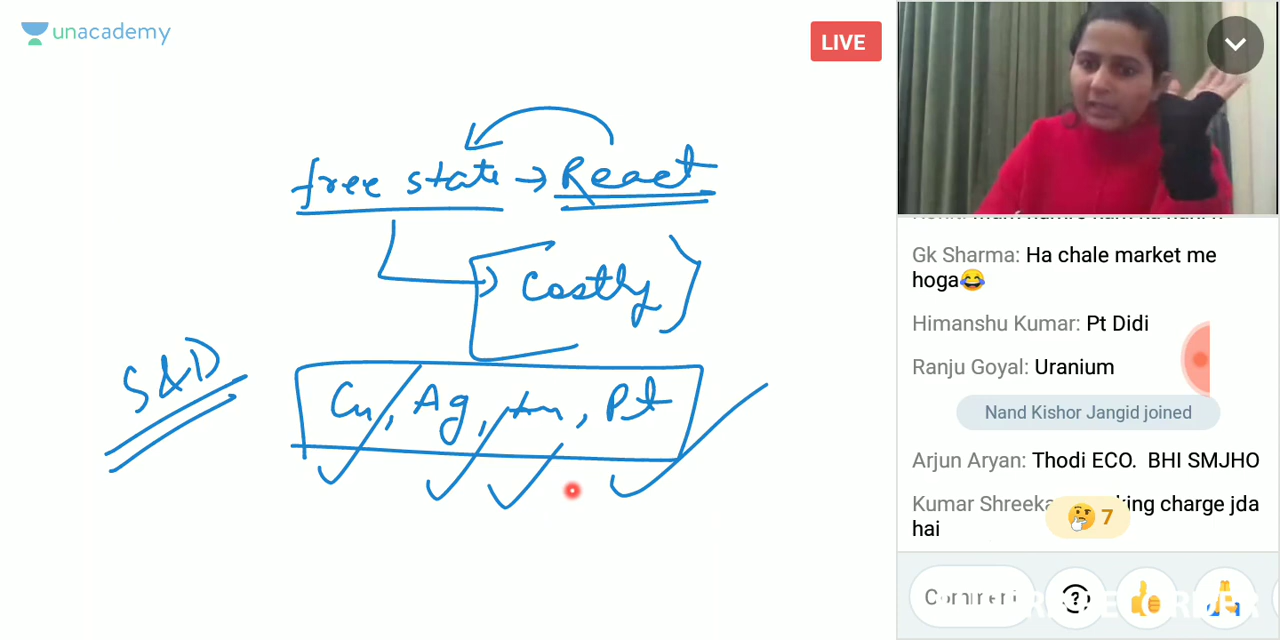 unacademy
LIVE
free state → React
Costly
S&D
Cu, Ag, Au, Pt
Gk Sharma: Ha chale market me
hoga😂
Himanshu Kumar: Pt Didi
Ranju Goyal: Uranium
Nand Kishor Jangid joined
Arjun Aryan: Thodi ECO. BHI SMJHO
Kumar Shreeka king charge jda
hai
🤔 7
Comment